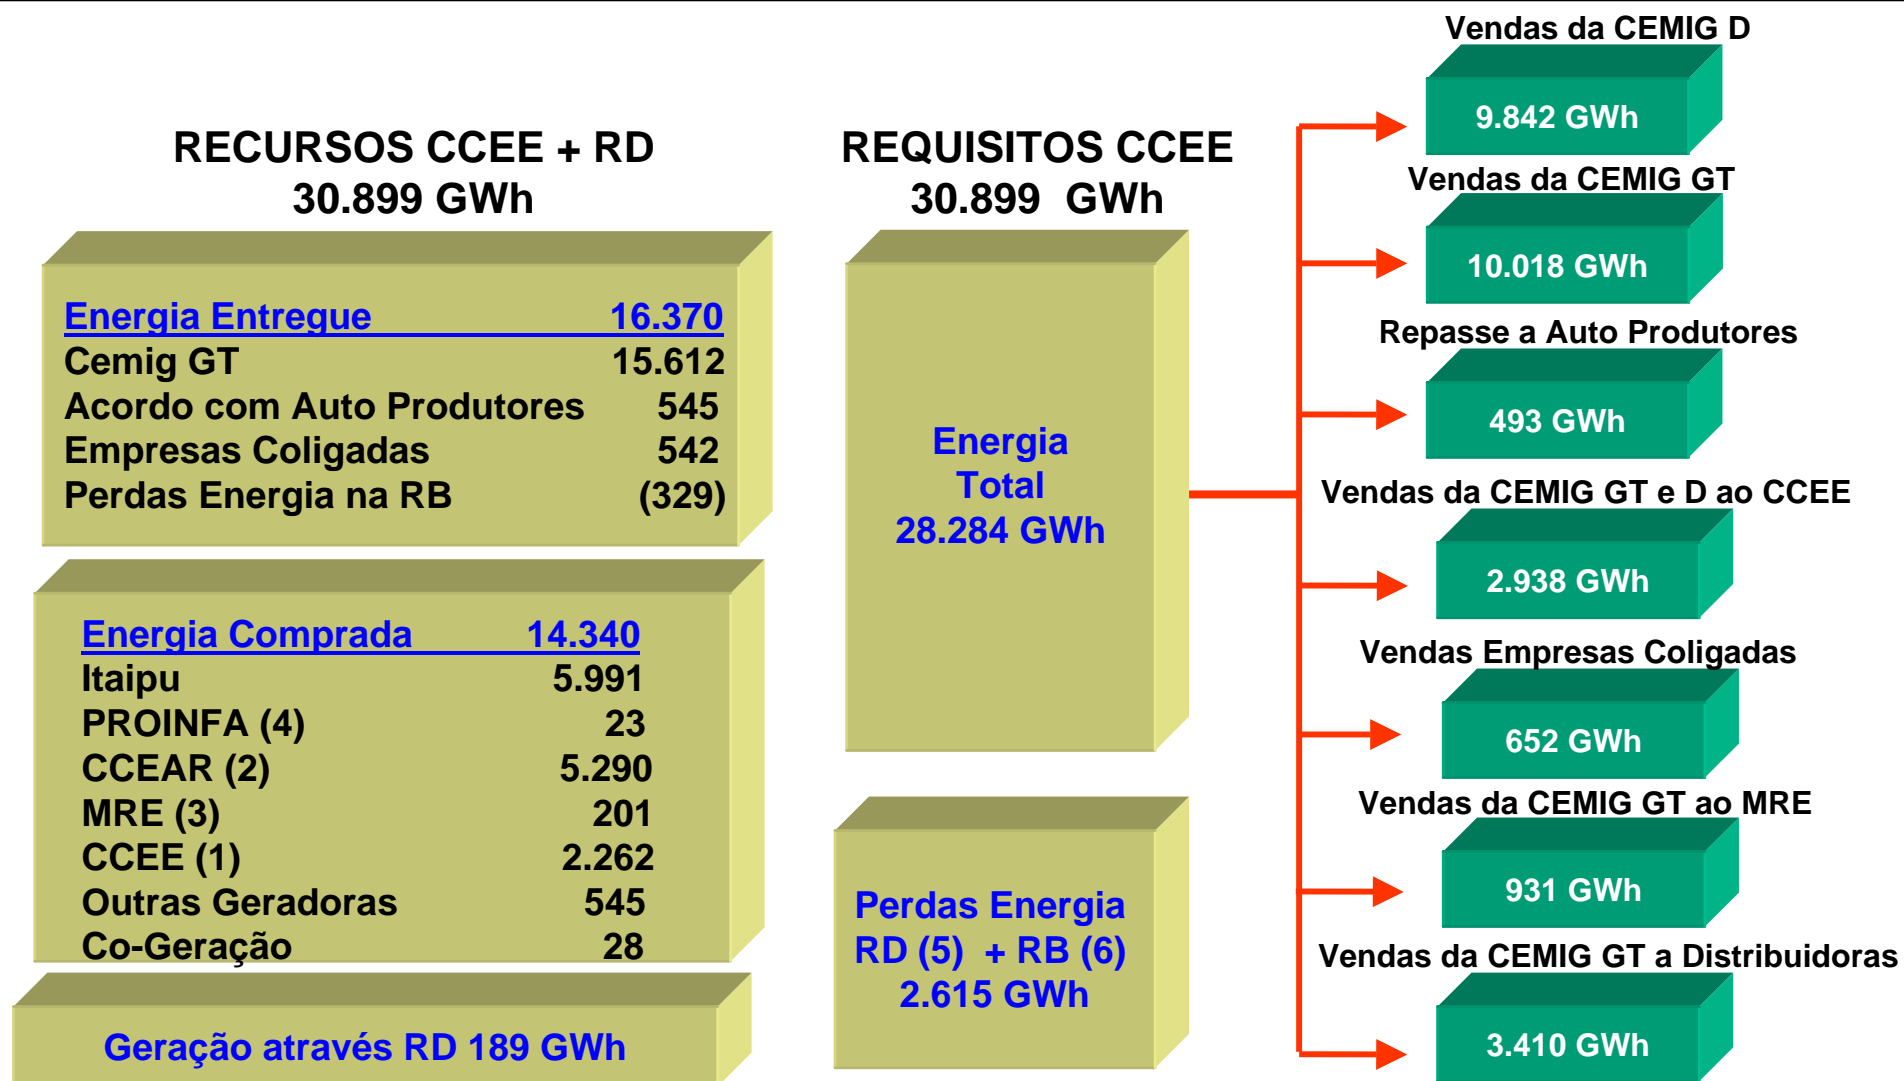 RECURSOS CCEE + RD
30.899 GWh
Energia Entregue 16.370
Cemig GT 15.612
Acordo com Auto Produtores 545
Empresas Coligadas 542
Perdas Energia na RB (329)
Energia Comprada 14.340
Itaipu 5.991
PROINFA (4) 23
CCEAR (2) 5.290
MRE (3) 201
CCEE (1) 2.262
Outras Geradoras 545
Co-Geração 28
Geração através RD 189 GWh
REQUISITOS CCEE
30.899 GWh
Energia
Total
28.284 GWh
Perdas Energia
RD (5) + RB (6)
2.615 GWh
Vendas da CEMIG D
9.842 GWh
Vendas da CEMIG GT
10.018 GWh
Repasse a Auto Produtores
493 GWh
Vendas da CEMIG GT e D ao CCEE
2.938 GWh
Vendas Empresas Coligadas
652 GWh
Vendas da CEMIG GT ao MRE
931 GWh
Vendas da CEMIG GT a Distribuidoras
3.410 GWh